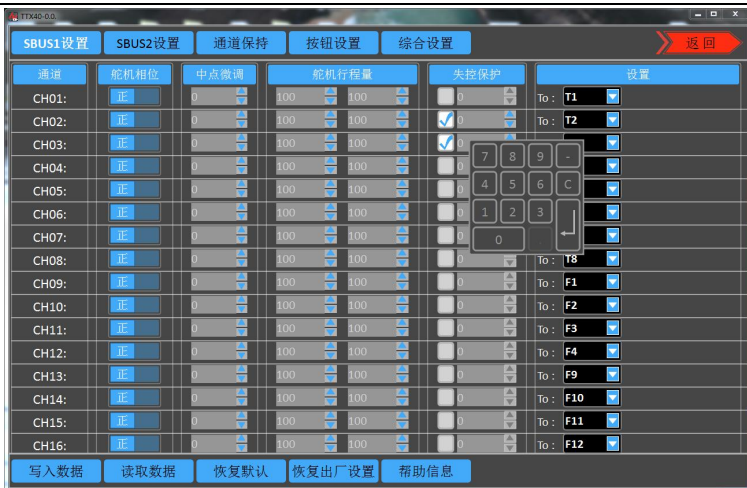 TTX40-0.0.
SBUS1设置 SBUS2设置 通道保持 按钮设置 综合设置 返回
通道 舵机相位 中点微调 舵机行程量 失控保护 设置
CH01: 正 0 100 100 0 To: T1
CH02: 正 0 100 100 0 To: T2
CH03: 正 0 100 100 0
CH04: 正 0 100 100 0
CH05: 正 0 100 100 0
CH06: 正 0 100 100 0
CH07: 正 0 100 100 0
CH08: 正 0 100 100 0 To: T8
CH09: 正 0 100 100 0 To: F1
CH10: 正 0 100 100 0 To: F2
CH11: 正 0 100 100 0 To: F3
CH12: 正 0 100 100 0 To: F4
CH13: 正 0 100 100 0 To: F9
CH14: 正 0 100 100 0 To: F10
CH15: 正 0 100 100 0 To: F11
CH16: 正 0 100 100 0 To: F12
7 8 9 -
4 5 6 C
1 2 3
0 .
写入数据 读取数据 恢复默认 恢复出厂设置 帮助信息